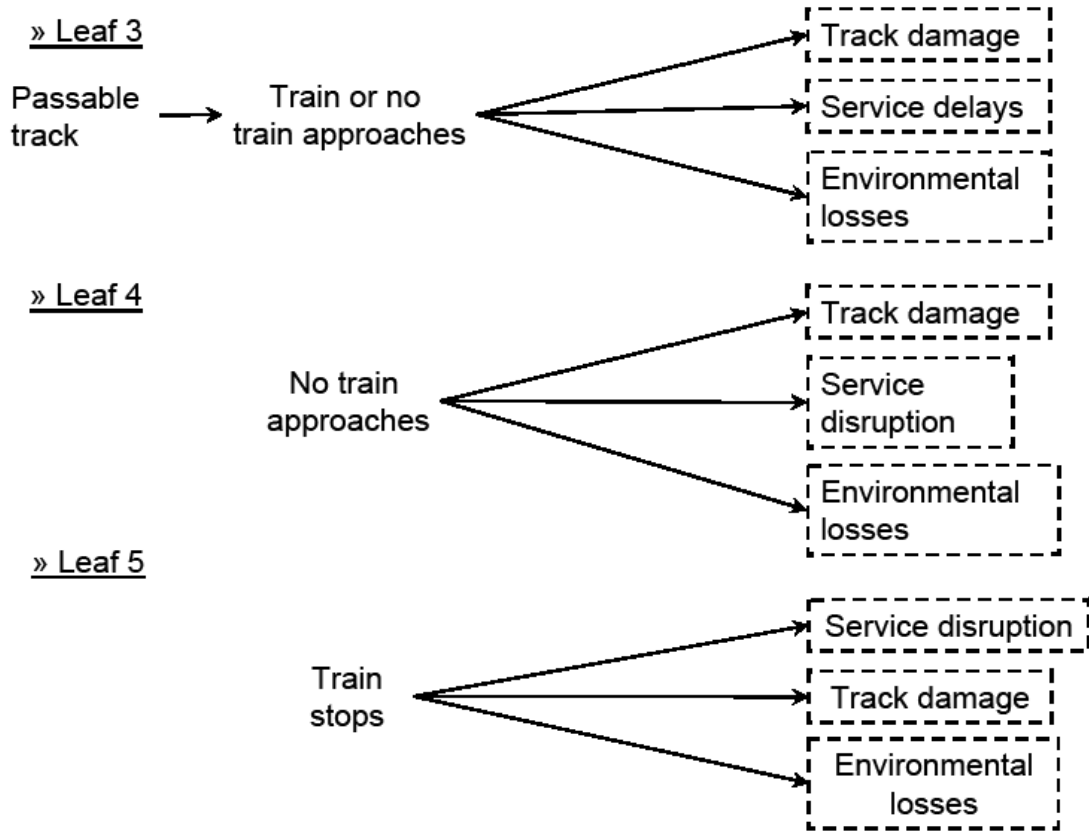 » Leaf 3
Passable
track
Train or no
train approaches
Track damage
Service delays
Environmental
losses
» Leaf 4
No train
approaches
Track damage
Service
disruption
Environmental
losses
» Leaf 5
Train
stops
Service disruption
Track damage
Environmental
losses